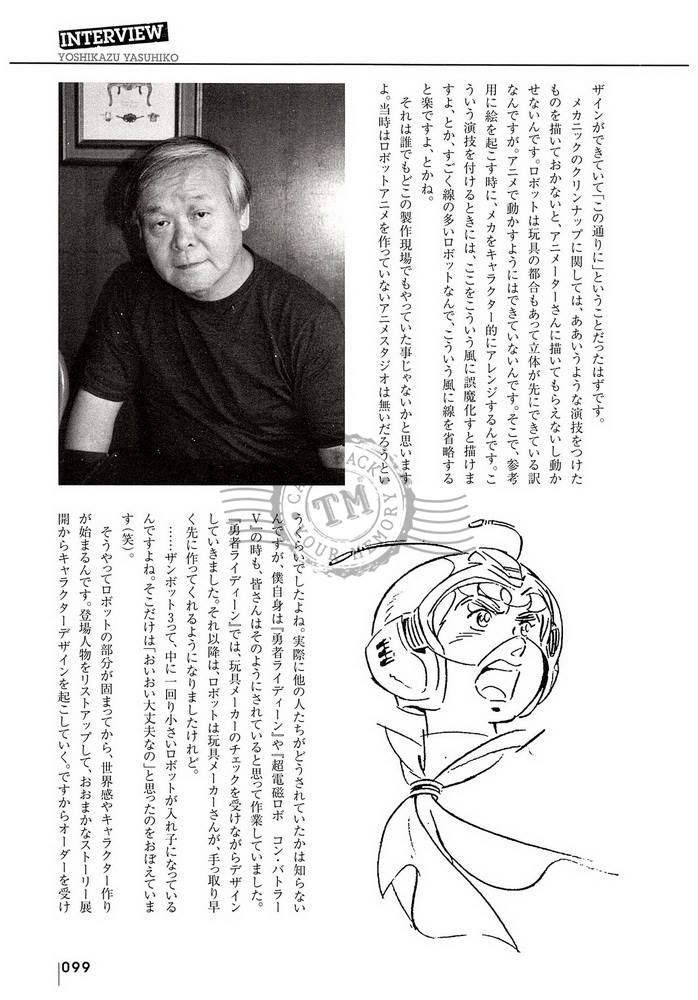 INTERVIEW
YOSHIKAZU YASUHIKO
ザインができていて「この通りに」ということだったはずです。
メカニックのクリンナップに関しては、ああいうような演技をつけた
ものを描いておかないと、アニメーターさんに描いてもらえないし動か
せないんです。ロボットは玩具の都合もあって立体が先にできている訳
なんですが。アニメで動かすようにはできていないんです。そこで、参考
用に絵を起こす時に、メカをキャラクター的にアレンジするんです。こ
ういう演技を付けるときには、ここをこういう風に誤魔化すと描けま
すよ、とか、すごく線の多いロボットなんで、こういう風に線を省略する
と楽ですよ、とかね。
それは誰でもどこの製作現場でもやっていた事じゃないかと思います
よ。当時はロボットアニメを作っていないアニメスタジオは無いだろうとい
うぐらいでしたよね。実際に他の人たちがどうされていたかは知らない
んですが、僕自身は『勇者ライディーン』や『超電磁ロボ　コン・バトラー
V』の時も、皆さんはそのようにされていると思って作業していました。
『勇者ライディーン』では、玩具メーカーのチェックを受けながらデザイン
していきました。それ以降は、ロボットは玩具メーカーさんが、手っ取り早
く先に作ってくれるようになりましたけれど。
……ザンボット3って、中に一回り小さいロボットが入れ子になっている
んですよね。そこだけは「おいおい大丈夫なの」と思ったのをおぼえていま
す(笑)。
そうやってロボットの部分が固まってから、世界感やキャラクター作り
が始まるんです。登場人物をリストアップして、おおまかなストーリー展
開からキャラクターデザインを起こしていく。ですからオーダーを受け
TM
YOUR MEMORY
099